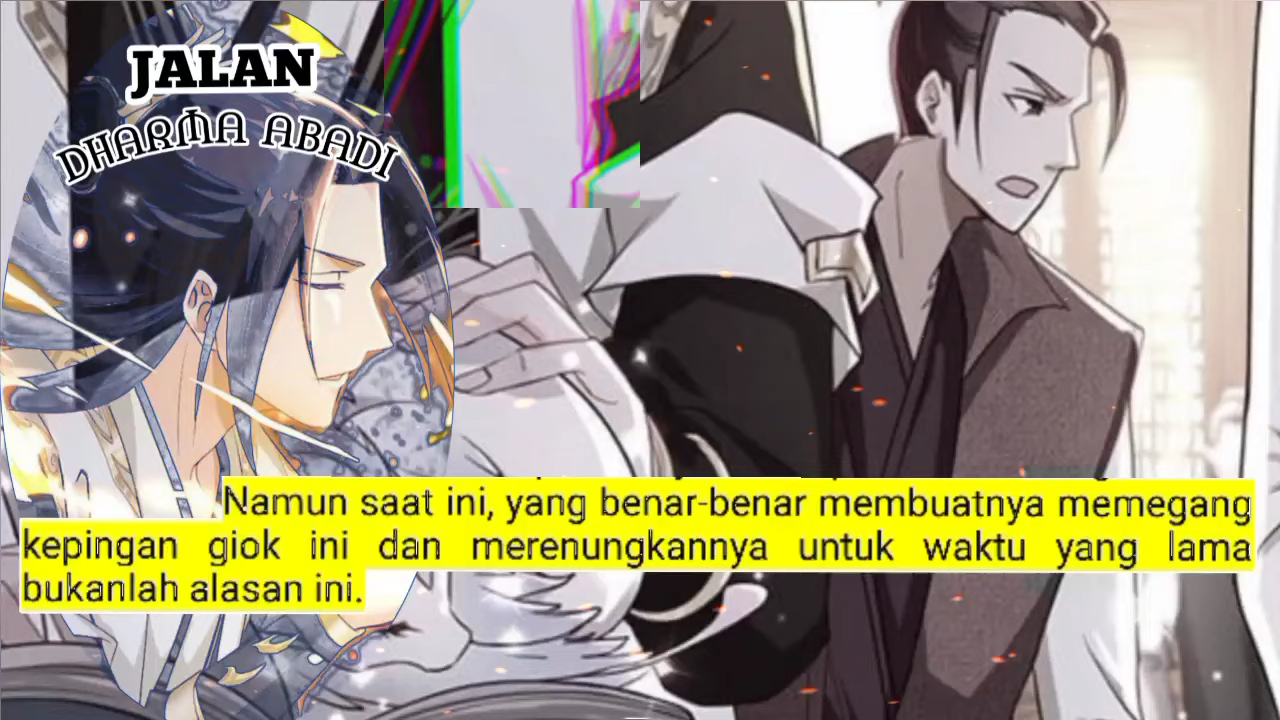 JALAN
DHARMA ABADI
Namun saat ini, yang benar-benar membuatnya memegang
kepingan giok ini dan merenungkannya untuk waktu yang lama
bukanlah alasan ini.